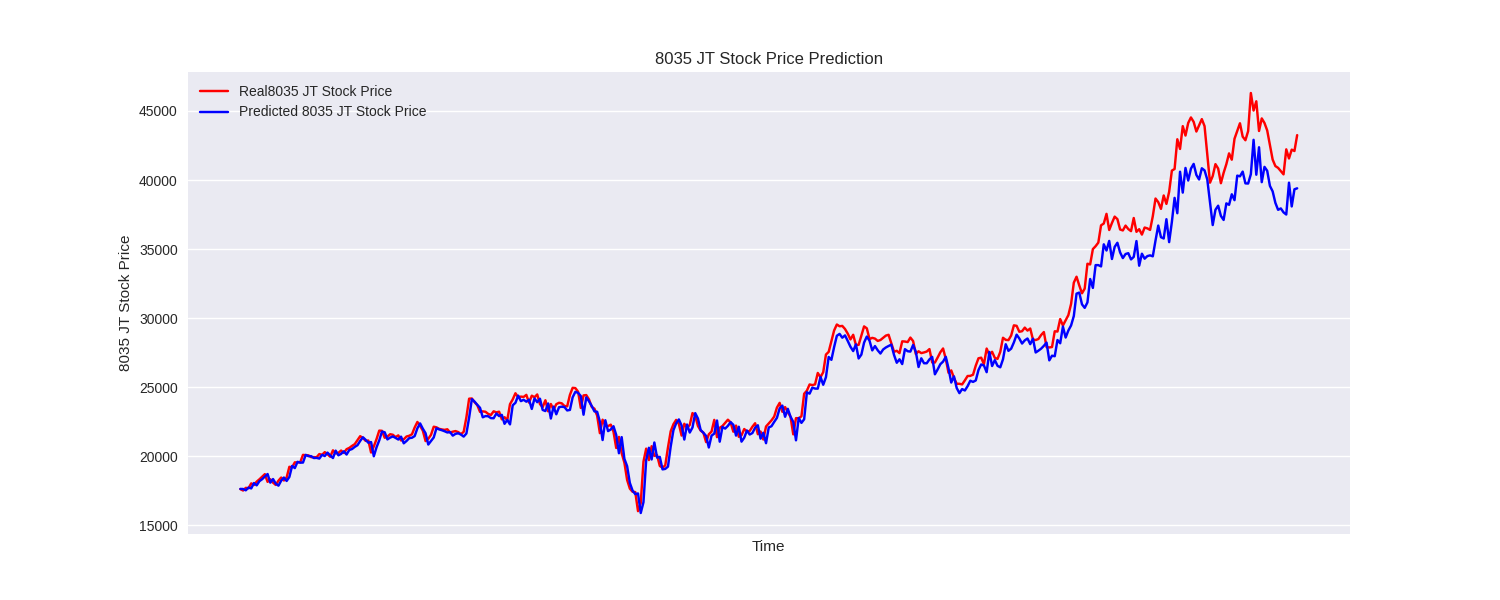 8035 JT Stock Price Prediction
Real8035 JT Stock Price
Predicted 8035 JT Stock Price
45000
40000
35000
30000
25000
20000
15000
8035 JT Stock Price
Time